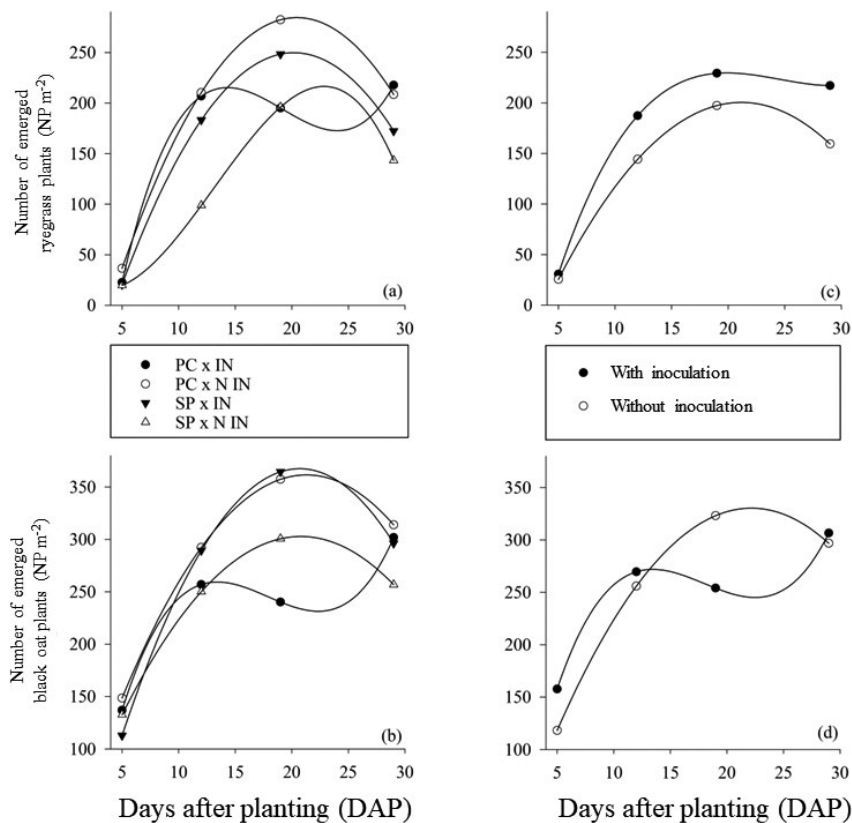 Number of emerged
ryegrass plants (NP m-2)
250
200
150
100
50
0
5 10 15 20 25 30
(a)
250
200
150
100
50
0
5 10 15 20 25 30
(c)
PC x IN
PC x N IN
SP x IN
SP x N IN
With inoculation
Without inoculation
Number of emerged
black oat plants (NP m-2)
350
300
250
200
150
100
5 10 15 20 25 30
(b)
Days after planting (DAP)
350
300
250
200
150
100
5 10 15 20 25 30
(d)
Days after planting (DAP)